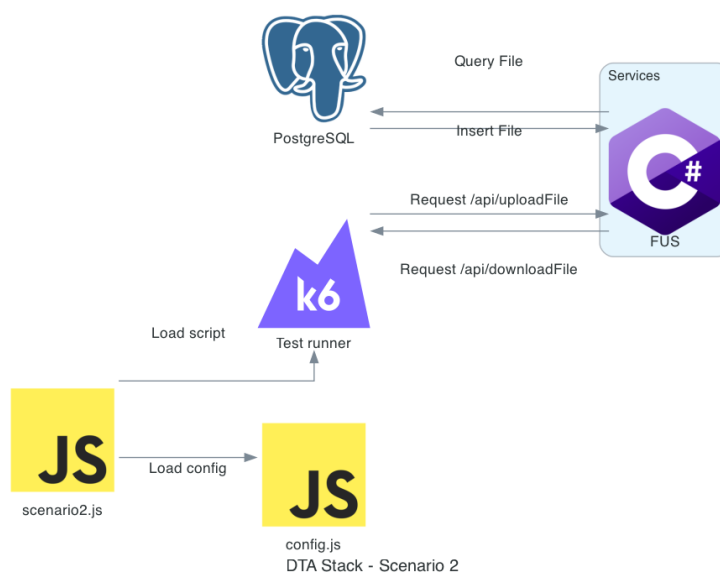 Query File
Services
PostgreSQL
Insert File
C#
Request /api/uploadFile
FUS
Request /api/downloadFile
k6
Load script
Test runner
JS
Load config
JS
scenario2.js
config.js
DTA Stack - Scenario 2